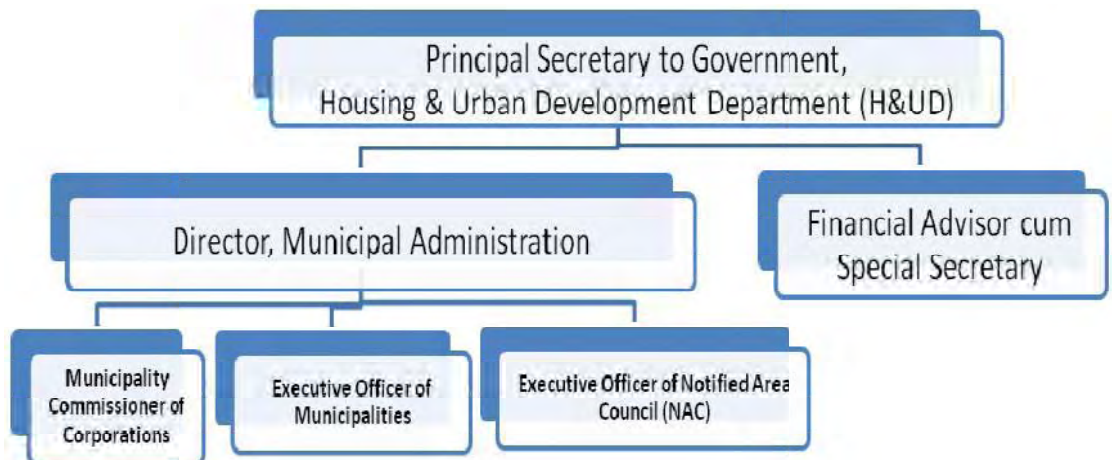 Principal Secretary to Government,
Housing & Urban Development Department (H&UD)
Director, Municipal Administration
Financial Advisor cum
Special Secretary
Municipality
Commissioner of
Corporations
Executive Officer of
Municipalities
Executive Officer of Notified Area
Council (NAC)